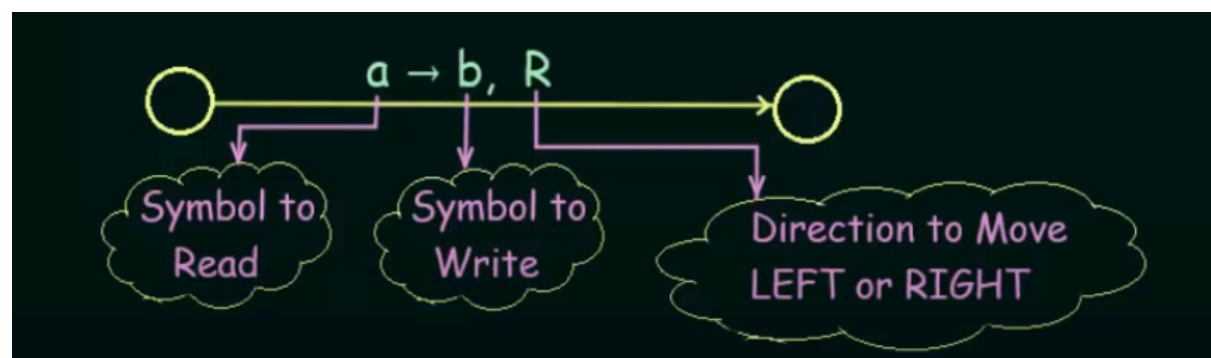 a → b, R
Symbol to
Read
Symbol to
Write
Direction to Move
LEFT or RIGHT